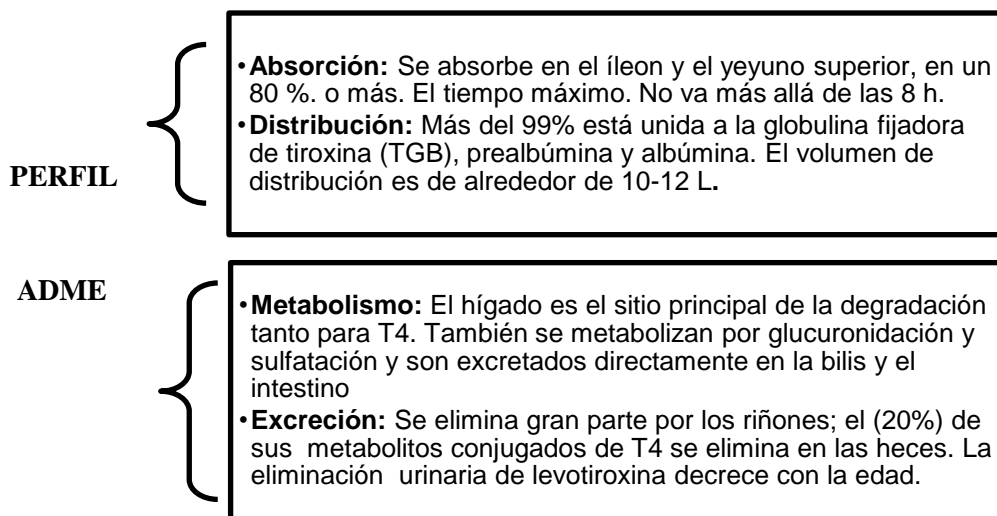 •Absorción: Se absorbe en el íleon y el yeyuno superior, en un
80 %. o más. El tiempo máximo. No va más allá de las 8 h.
•Distribución: Más del 99% está unida a la globulina fijadora
de tiroxina (TGB), prealbúmina y albúmina. El volumen de
distribución es de alrededor de 10-12 L.
PERFIL
ADME
•Metabolismo: El hígado es el sitio principal de la degradación
tanto para T4. También se metabolizan por glucuronidación y
sulfatación y son excretados directamente en la bilis y el
intestino
•Excreción: Se elimina gran parte por los riñones; el (20%) de
sus metabolitos conjugados de T4 se elimina en las heces. La
eliminación urinaria de levotiroxina decrece con la edad.